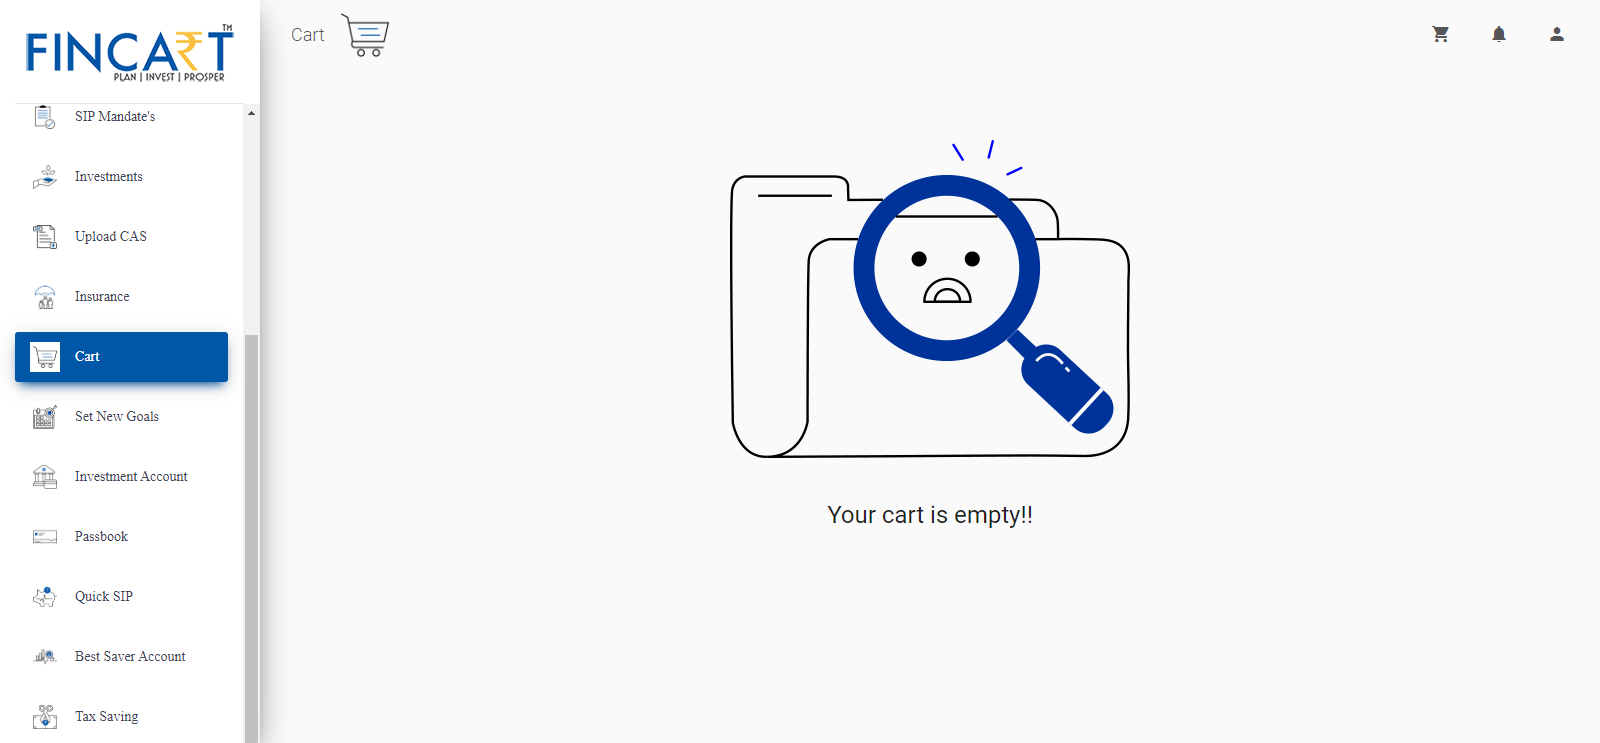 FINCART™
PLAN | INVEST | PROSPER
Cart
SIP Mandate's
Investments
Upload CAS
Insurance
Cart
Set New Goals
Investment Account
Passbook
Quick SIP
Best Saver Account
Tax Saving
Your cart is empty!!